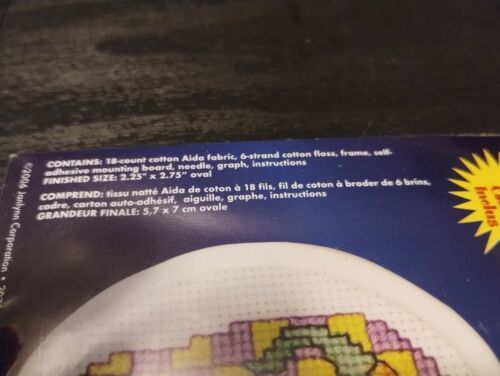 CONTAINS: 18-count cotton Aida fabric, 6-strand cotton floss, frame, self-
adhesive mounting board, needle, graph, instructions
FINISHED SIZE: 2.25" x 2.75" oval
COMPREND: tissu natté Aida de coton à 18 fils, fil de coton à broder de 6 brins,
cadre, carton auto-adhésif, aiguille, graphe, instructions
GRANDEUR FINALE: 5,7 x 7 cm ovale
©2006 Janlynn Corporation •
Inclus